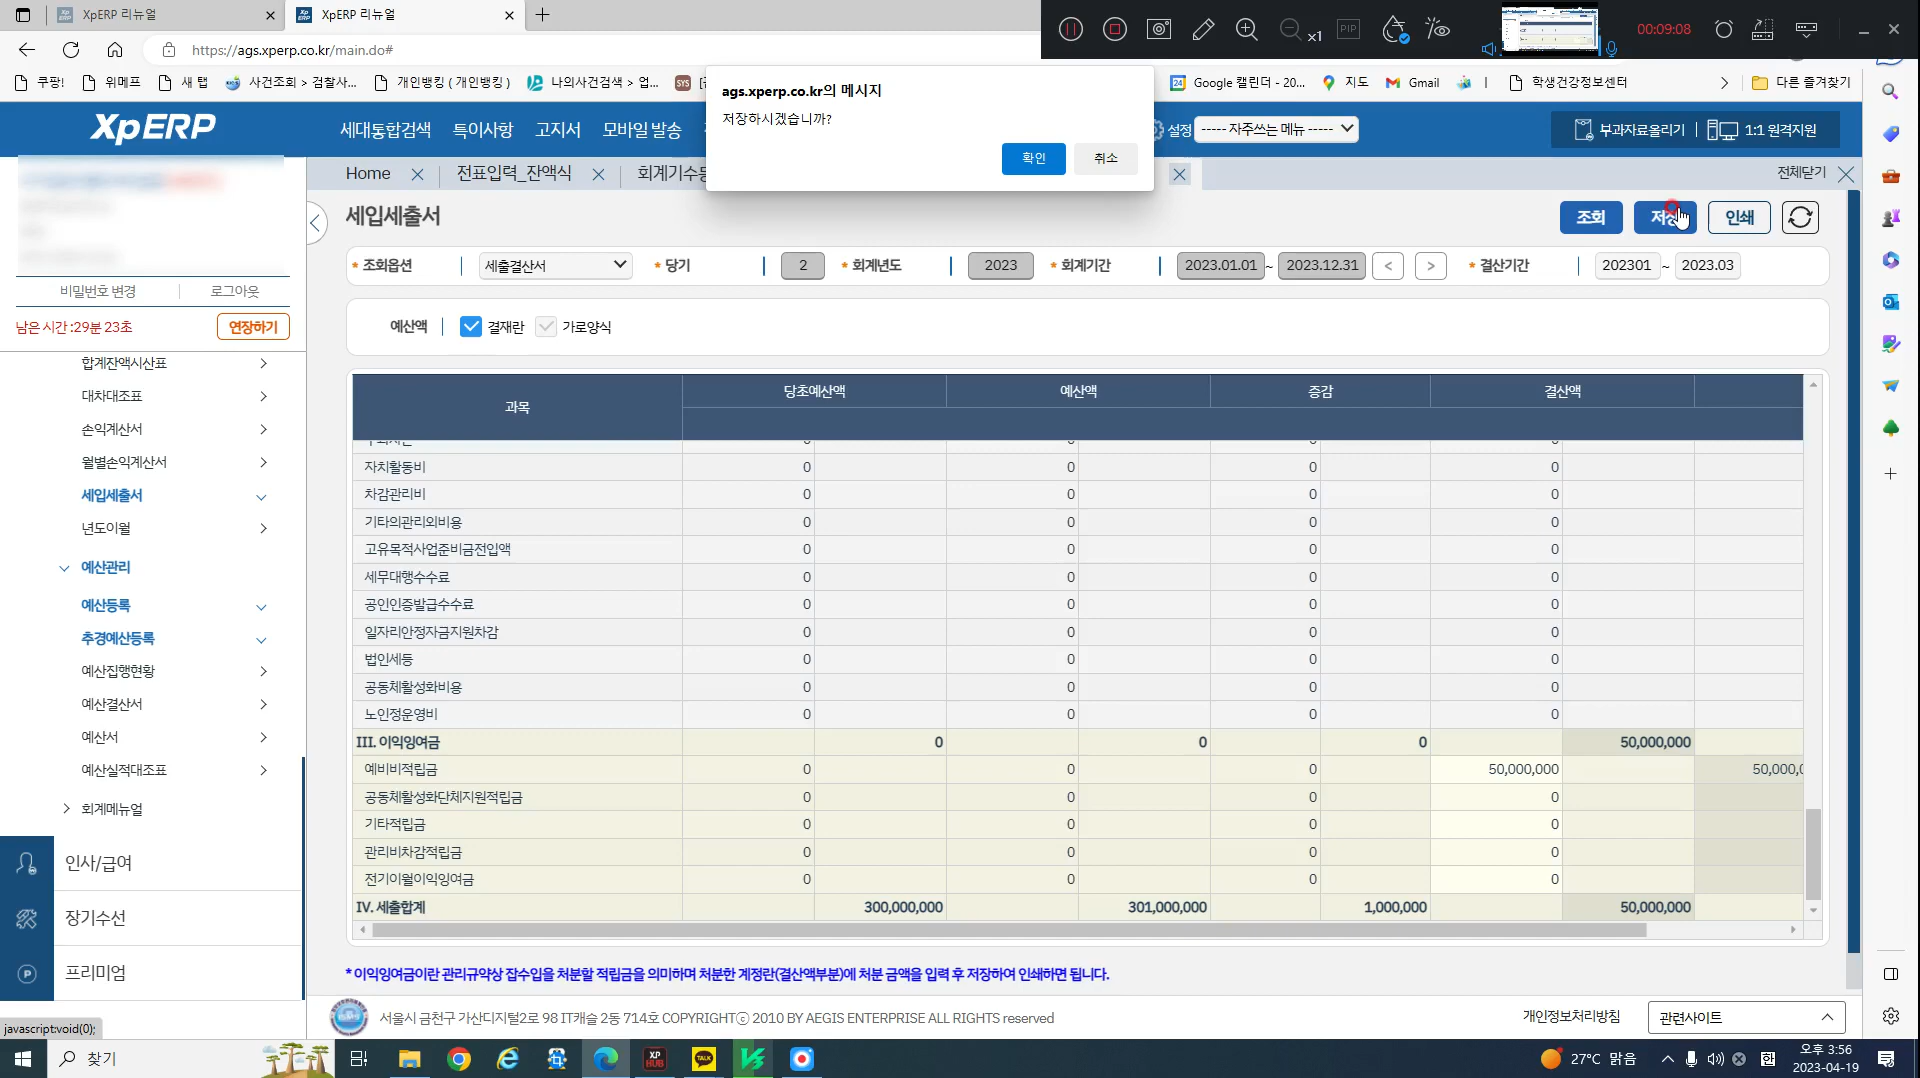 XpERP 리뉴얼
XpERP 리뉴얼
https://ags.xperp.co.kr/main.do#
x1
PIP
00:09:08
쿠팡!
위메프
새 탭
사건조회 > 검찰사...
개인뱅킹 ( 개인뱅킹 )
나의사건검색 > 업...
SYS
24 Google 캘린더 - 20...
지도
Gmail
학생건강정보센터
다른 즐겨찾기
ags.xperp.co.kr의 메시지
저장하시겠습니까?
확인
취소
XpERP
세대통합검색
특이사항
고지서
모바일 발송
설정
----- 자주쓰는 메뉴 -----
부과자료올리기
1:1 원격지원
Home
전표입력_잔액식
전체닫기
비밀번호 변경
로그아웃
남은 시간 :29분 23초
연장하기
합계잔액시산표
대차대조표
손익계산서
월별손익계산서
세입세출서
년도이월
예산관리
예산등록
추경예산등록
예산집행현황
예산결산서
예산서
예산실적대조표
회계메뉴얼
인사/급여
장기수선
P 프리미엄
세입세출서
조회
인쇄
* 조회옵션 세출결산서 * 당기 2 * 회계년도 2023 * 회계기간 2023.01.01 ~ 2023.12.31 < > * 결산기간 202301 ~ 2023.03
예산액 결재란 가로양식
과목 당초예산액 예산액 증감 결산액
자치활동비 0 0 0 0
차감관리비 0 0 0 0
기타의관리외비용 0 0 0 0
고유목적사업준비금전입액 0 0 0 0
세무대행수수료 0 0 0 0
공인인증발급수수료 0 0 0 0
일자리안정자금지원차감 0 0 0 0
법인세등 0 0 0 0
공동체활성화비용 0 0 0 0
노인정운영비 0 0 0 0
III. 이익잉여금 0 0 0 50,000,000
예비비적립금 0 0 0 50,000,000 50,000,0
공동체활성화단체지원적립금 0 0 0 0
기타적립금 0 0 0 0
관리비차감적립금 0 0 0 0
전기이월이익잉여금 0 0 0 0
IV. 세출합계 300,000,000 301,000,000 1,000,000 50,000,000
* 이익잉여금이란 관리규약상 잡수입을 처분할 적립금을 의미하며 처분한 계정란(결산액부분)에 처분 금액을 입력 후 저장하여 인쇄하면 됩니다.
서울시 금천구 가산디지털2로 98 IT캐슬 2동 714호 COPYRIGHTⓒ 2010 BY AEGIS ENTERPRISE ALL RIGHTS reserved
개인정보처리방침
관련사이트
javascript:void(0);
찾기
XP HUB
TALK
27°C 맑음
한
오후 3:56
2023-04-19